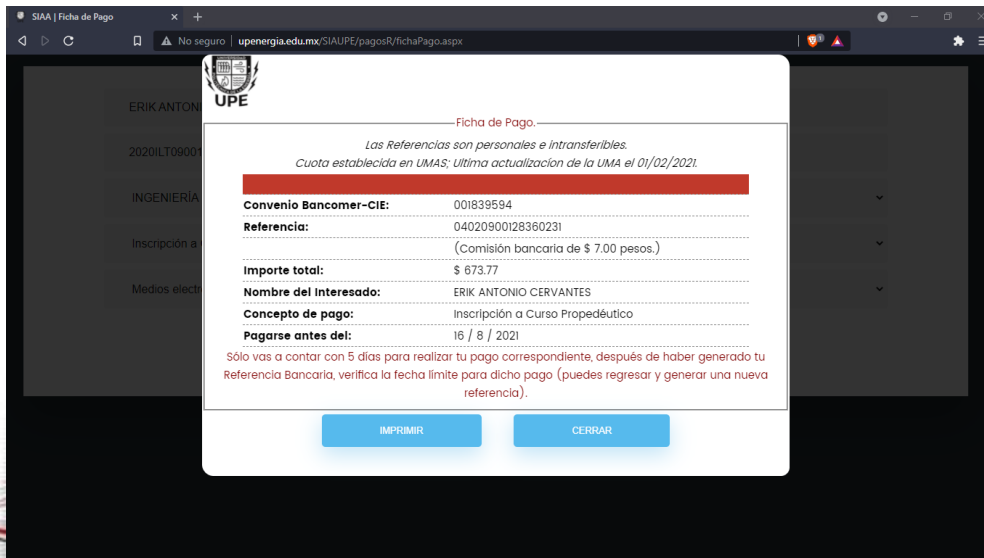 SIAA | Ficha de Pago
No seguro | upenergia.edu.mx/SIAUPE/pagosR/fichaPago.aspx
UPE
ERIK ANTONI
2020ILT09001
INGENIERÍA
Inscripción a
Medios electr
Ficha de Pago.
Las Referencias son personales e intransferibles.
Cuota establecida en UMAS; Ultima actualizacion de la UMA el 01/02/2021.
Convenio Bancomer-CIE: 001839594
Referencia: 04020900128360231
(Comisión bancaria de $ 7.00 pesos.)
Importe total: $ 673.77
Nombre del Interesado: ERIK ANTONIO CERVANTES
Concepto de pago: Inscripción a Curso Propedéutico
Pagarse antes del: 16 / 8 / 2021
Sólo vas a contar con 5 días para realizar tu pago correspondiente, después de haber generado tu
Referencia Bancaria, verifica la fecha límite para dicho pago (puedes regresar y generar una nueva
referencia).
IMPRIMIR
CERRAR